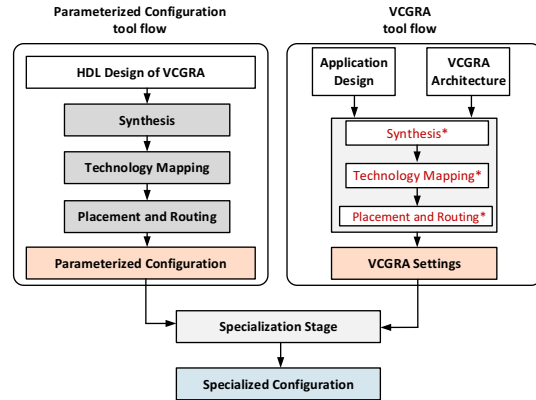 Parameterized Configuration
tool flow
HDL Design of VCGRA
Synthesis
Technology Mapping
Placement and Routing
Parameterized Configuration
VCGRA
tool flow
Application
Design
VCGRA
Architecture
Synthesis*
Technology Mapping*
Placement and Routing*
VCGRA Settings
Specialization Stage
Specialized Configuration